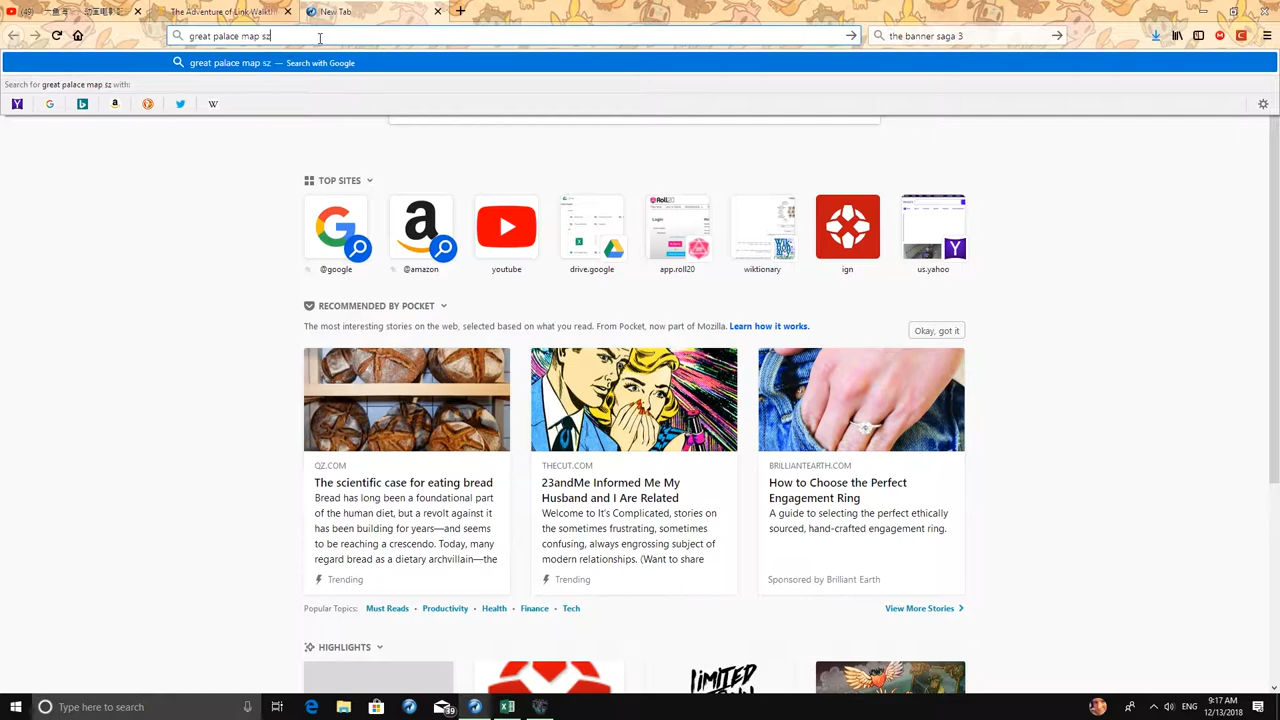 (49)
The Adventure of Link Walkth
New Tab
great palace map sz
the banner saga 3
great palace map sz — Search with Google
Search for great palace map sz with:
TOP SITES
@google
@amazon
youtube
drive.google
app.roll20
wiktionary
ign
us.yahoo
RECOMMENDED BY POCKET
The most interesting stories on the web, selected based on what you read. From Pocket, now part of Mozilla. Learn how it works.
Okay, got it
QZ.COM
The scientific case for eating bread
Bread has long been a foundational part
of the human diet, but a revolt against it
has been building for years—and seems
to be reaching a crescendo. Today, many
regard bread as a dietary archvillain—the
Trending
THECUT.COM
23andMe Informed Me My
Husband and I Are Related
Welcome to It's Complicated, stories on
the sometimes frustrating, sometimes
confusing, always engrossing subject of
modern relationships. (Want to share
Trending
BRILLIANTEARTH.COM
How to Choose the Perfect
Engagement Ring
A guide to selecting the perfect ethically
sourced, hand-crafted engagement ring.
Sponsored by Brilliant Earth
Popular Topics: Must Reads • Productivity • Health • Finance • Tech
View More Stories
HIGHLIGHTS
LIMITED
Type here to search
39
ENG
9:17 AM
12/13/2018